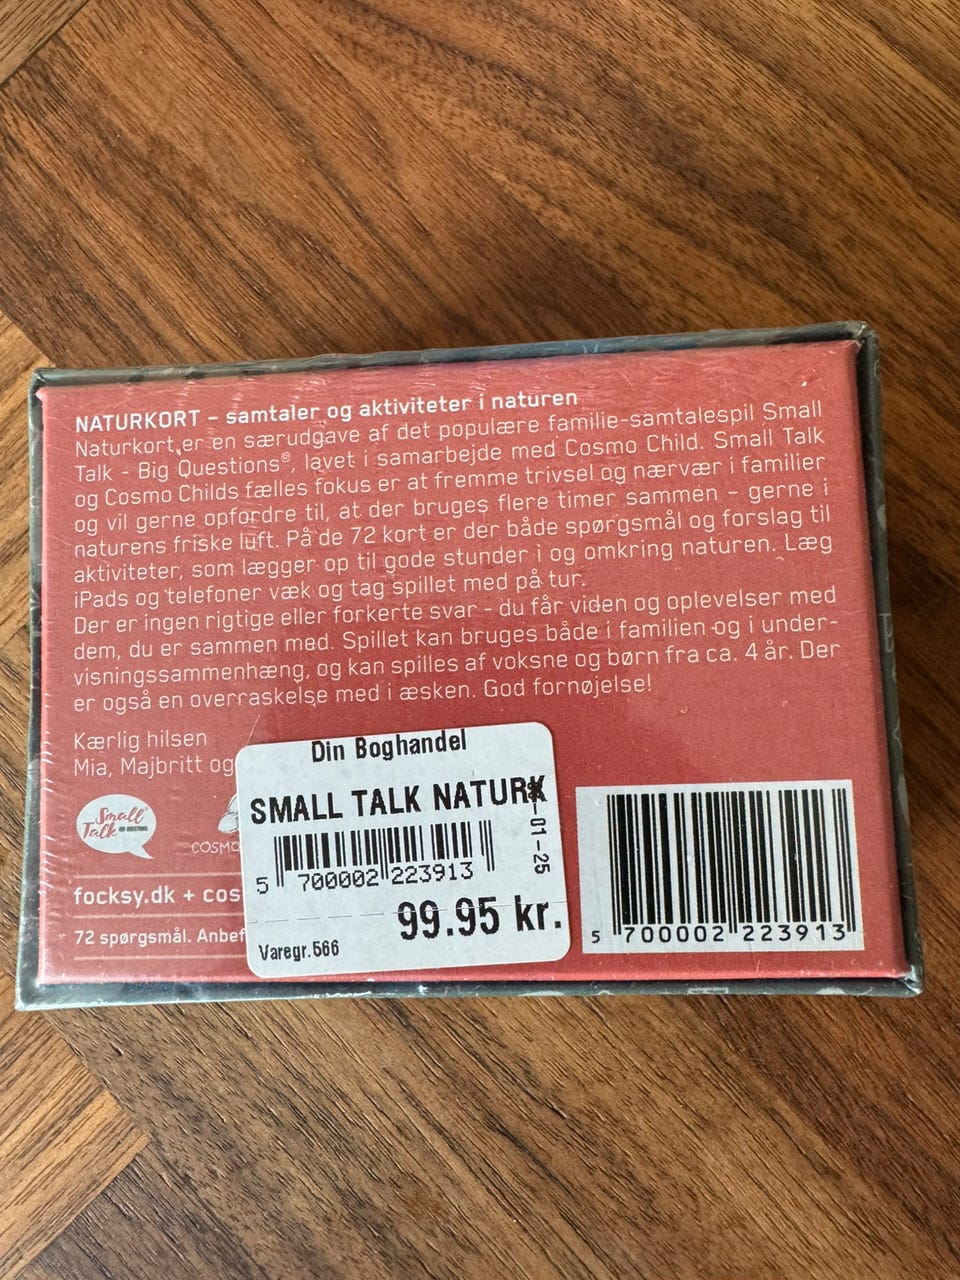 NATURKORT – samtaler og aktiviteter i naturen
Naturkort er en særudgave af det populære familie-samtalespil Small
Talk - Big Questions®, lavet i samarbejde med Cosmo Child. Small Talk
og Cosmo Childs fælles fokus er at fremme trivsel og nærvær i familier
og vil gerne opfordre til, at der bruges flere timer sammen – gerne i
naturens friske luft. På de 72 kort er der både spørgsmål og forslag til
aktiviteter, som lægger op til gode stunder i og omkring naturen. Læg
iPads og telefoner væk og tag spillet med på tur.
Der er ingen rigtige eller forkerte svar - du får viden og oplevelser med
dem, du er sammen med. Spillet kan bruges både i familien og i under-
visningssammenhæng, og kan spilles af voksne og børn fra ca. 4 år. Der
er også en overraskelse med i æsken. God fornøjelse!
Kærlig hilsen
Mia, Majbritt og
Small
Talk
BIG QUESTIONS
COSMO
focksy.dk + cos
72 spørgsmål. Anbef
Din Boghandel
SMALL TALK NATURK
01-25
5 700002 223913
99.95 kr.
Varegr.566
5 700002 223913